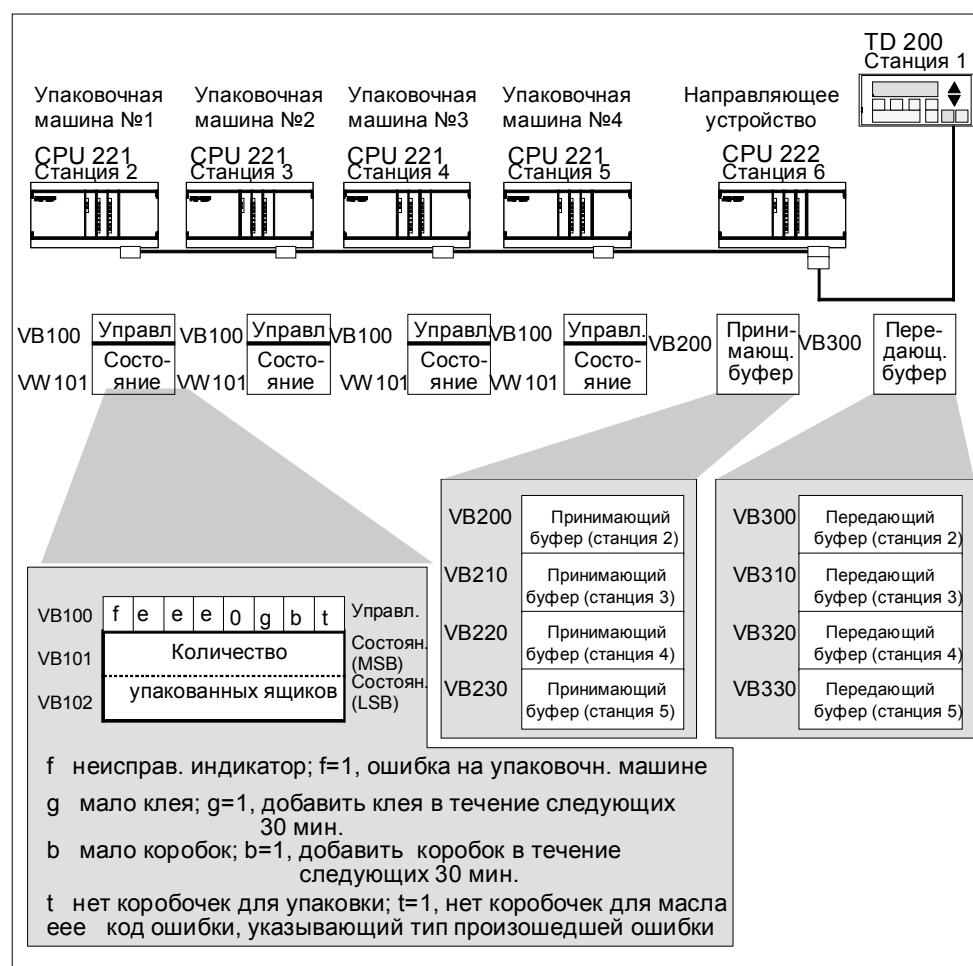 TD 200
Станция 1
Упаковочная машина №1
Упаковочная машина №2
Упаковочная машина №3
Упаковочная машина №4
Направляющее устройство
CPU 221
Станция 2
CPU 221
Станция 3
CPU 221
Станция 4
CPU 221
Станция 5
CPU 222
Станция 6
VB100 Управл
VW101 Состо-
яние
VB100 Управл
VW101 Состо-
яние
VB100 Управл
VW101 Состо-
яние
VB100 Управл.
VW101 Состо-
яние
VB200 Прини-
мающ.
буфер
VB300 Пере-
дающ.
буфер
VB200 Принимающий
буфер (станция 2)
VB210 Принимающий
буфер (станция 3)
VB220 Принимающий
буфер (станция 4)
VB230 Принимающий
буфер (станция 5)
VB300 Передающий
буфер (станция 2)
VB310 Передающий
буфер (станция 3)
VB320 Передающий
буфер (станция 4)
VB330 Передающий
буфер (станция 5)
VB100 f e e e 0 g b t Управл.
VB101 Количество Состоян.
(MSB)
VB102 упакованных ящиков Состоян.
(LSB)
f неисправ. индикатор; f=1, ошибка на упаковочн. машине
g мало клея; g=1, добавить клея в течение следующих
30 мин.
b мало коробок; b=1, добавить коробок в течение
следующих 30 мин.
t нет коробочек для упаковки; t=1, нет коробочек для масла
eee код ошибки, указывающий тип произошедшей ошибки